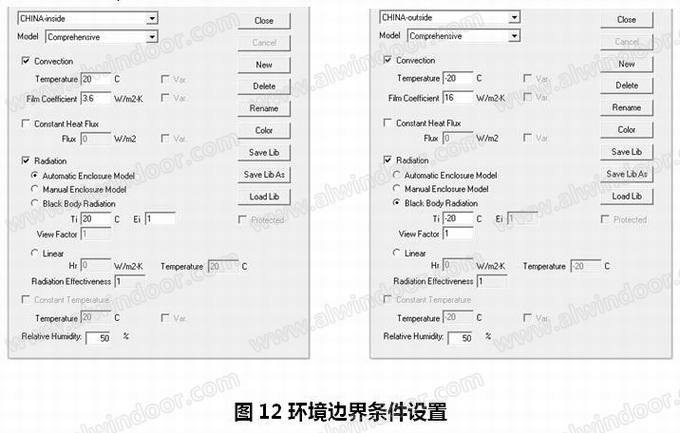 CHINA-inside
Close
Model Comprehensive
Cancel
Convection
New
Temperature 20 C Var.
Delete
Film Coefficient 3.6 W/m2-K Var.
Rename
Constant Heat Flux
Color
Flux 0 W/m2 Var.
Save Lib
Radiation
Automatic Enclosure Model
Save Lib As
Manual Enclosure Model
Load Lib
Black Body Radiation
Ti 20 C Ei 1
Protected
View Factor 1
Linear
Hr 0 W/m2-K Temperature 20 C
Radiation Effectiveness 1
Constant Temperature
Temperature 20 C Var.
Relative Humidity: 50 %
CHINA-outside
Close
Model Comprehensive
Cancel
Convection
New
Temperature -20 C Var.
Delete
Film Coefficient 16 W/m2-K Var.
Rename
Constant Heat Flux
Color
Flux 0 W/m2 Var.
Save Lib
Radiation
Automatic Enclosure Model
Save Lib As
Manual Enclosure Model
Load Lib
Black Body Radiation
Ti -20 C Ei 1
Protected
View Factor 1
Linear
Hr 0 W/m2-K Temperature -20 C
Radiation Effectiveness 1
Constant Temperature
Temperature -20 C Var.
Relative Humidity: 50 %
www.alwindoor.com
图 12 环境边界条件设置